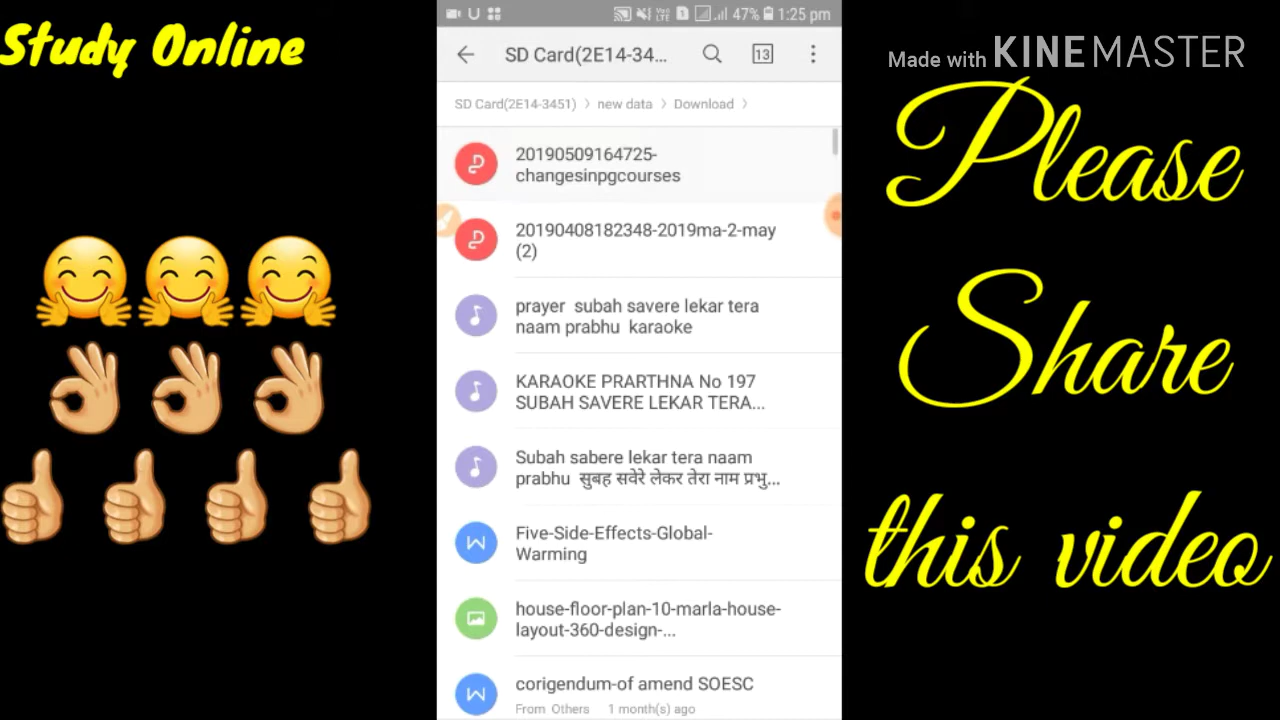 Study Online
1:25 pm
47%
SD Card(2E14-34...
13
SD Card(2E14-3451) > new data > Download >
20190509164725-
changesinpgcourses
20190408182348-2019ma-2-may
(2)
prayer subah savere lekar tera
naam prabhu karaoke
KARAOKE PRARTHNA No 197
SUBAH SAVERE LEKAR TERA...
Subah sabere lekar tera naam
prabhu सुबह सवेरे लेकर तेरा नाम प्रभु...
Five-Side-Effects-Global-
Warming
house-floor-plan-10-marla-house-
layout-360-design-...
corigendum-of amend SOESC
From Others 1 month(s) ago
Made with KINEMASTER
Please
Share
this video